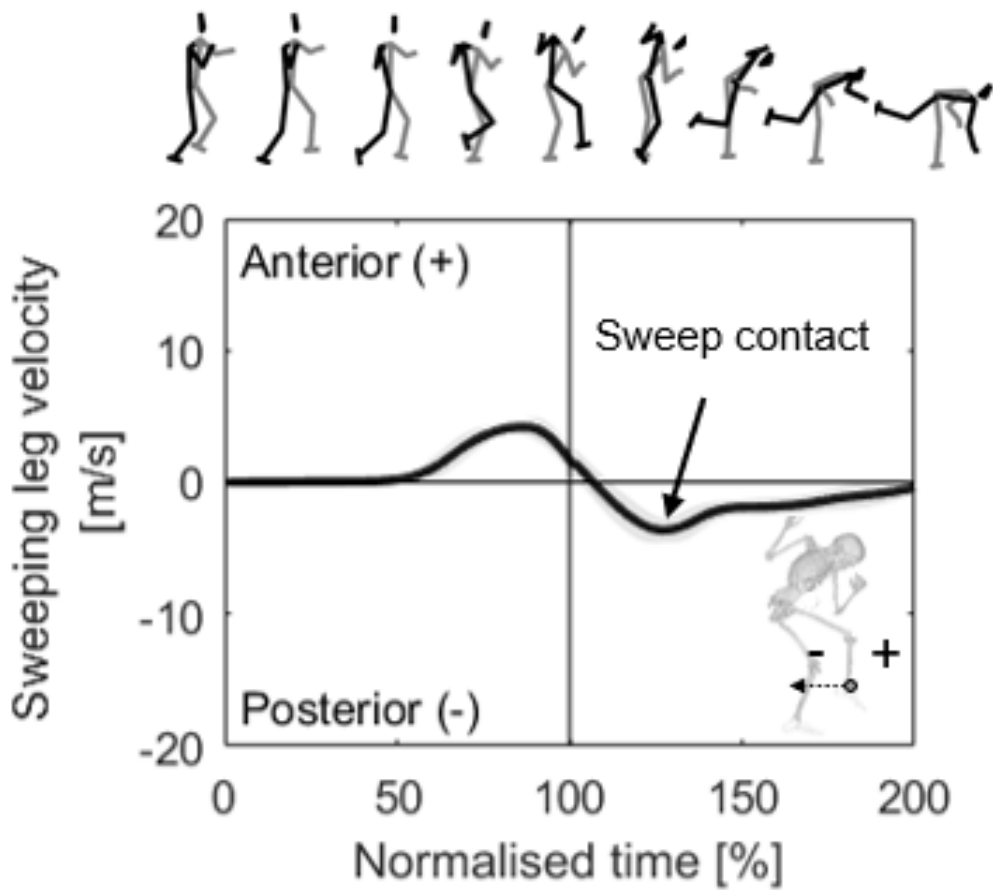 20
Anterior (+)
Sweep contact
10
0
-10
- +
Posterior (-)
-20
0 50 100 150 200
Normalised time [%]
Sweeping leg velocity
[m/s]